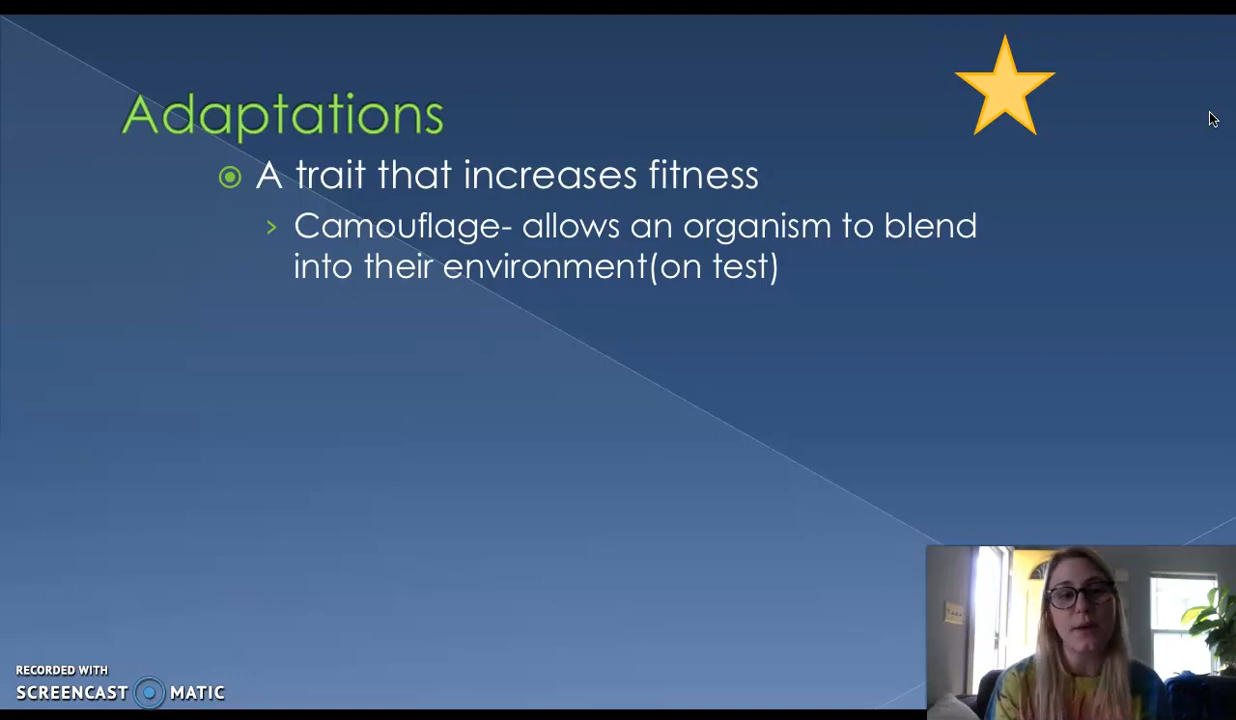 Adaptations
A trait that increases fitness
Camouflage- allows an organism to blend
into their environment(on test)
RECORDED WITH
SCREENCAST MATIC